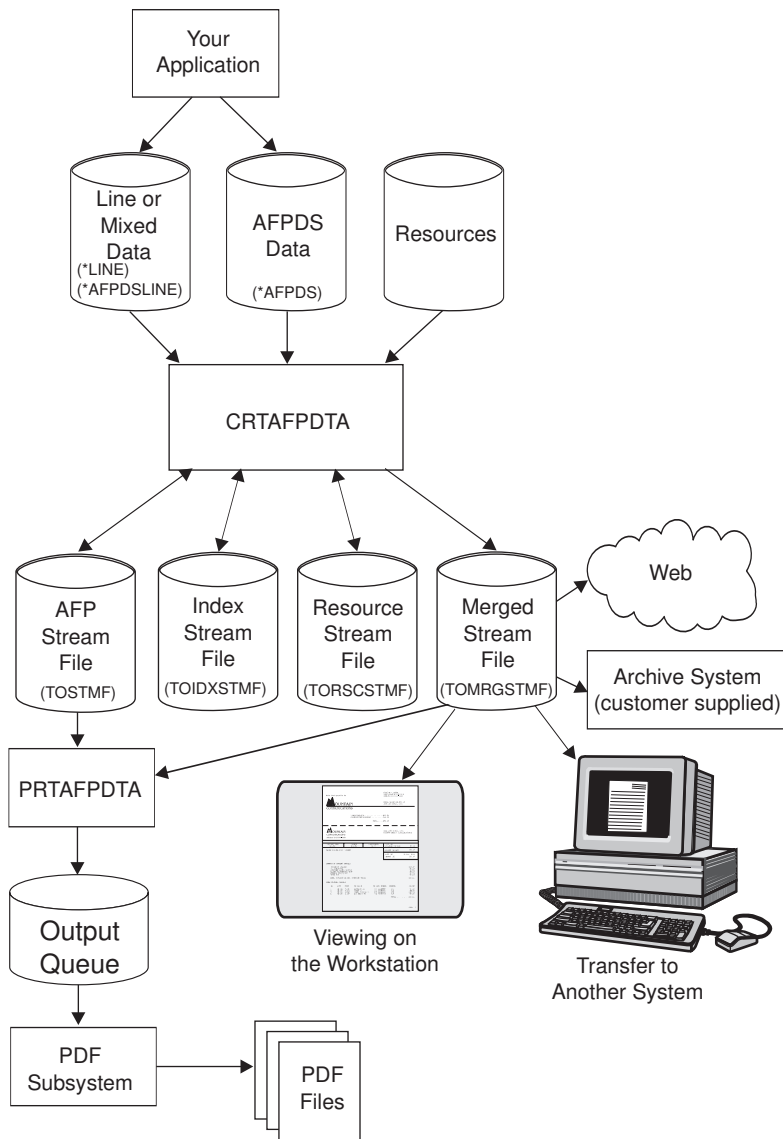 Your
Application
Line or
Mixed
Data
(*LINE)
(*AFPDSLINE)
AFPDS
Data
(*AFPDS)
Resources
CRTAFPDTA
AFP
Stream
File
(TOSTMF)
Index
Stream
File
(TOIDXSTMF)
Resource
Stream
File
(TORSCSTMF)
Merged
Stream
File
(TOMRGSTMF)
Web
Archive System
(customer supplied)
PRTAFPDTA
Viewing on
the Workstation
Transfer to
Another System
Output
Queue
PDF
Subsystem
PDF
Files